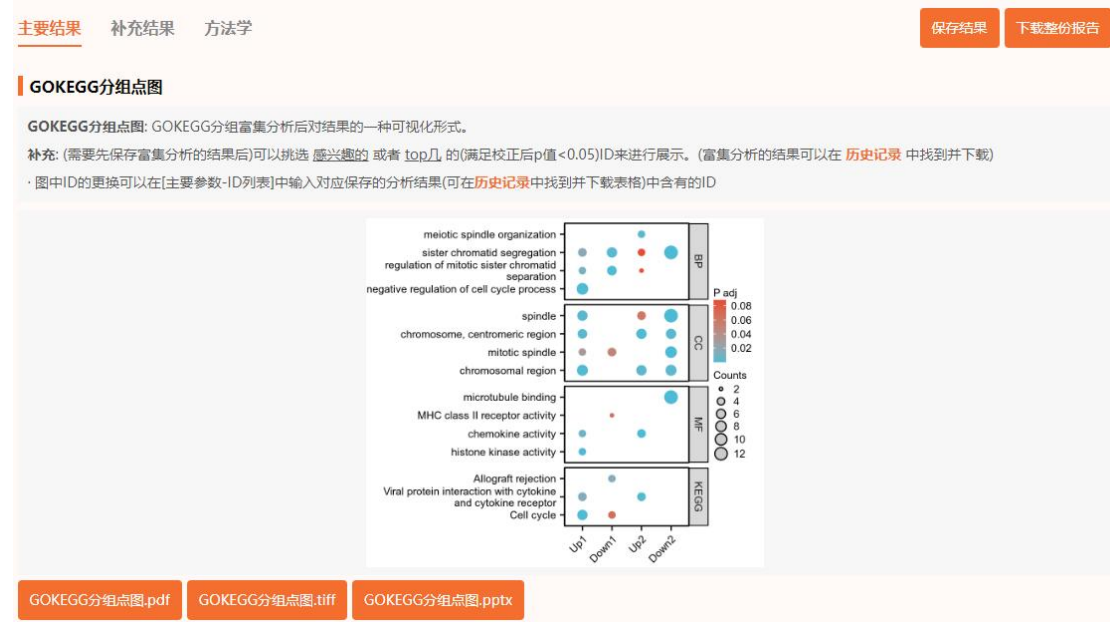 主要结果 补充结果 方法学 保存结果 下载整份报告
GOKEGG分组点图
GOKEGG分组点图: GOKEGG分组富集分析后对结果的一种可视化形式。
补充: (需要先保存富集分析的结果后)可以挑选 感兴趣的 或者 top几 的(满足校正后p值<0.05)ID来进行展示。(富集分析的结果可以在 历史记录 中找到并下载)
· 图中ID的更换可以在[主要参数-ID列表]中输入对应保存的分析结果(可在历史记录中找到并下载表格)中含有的ID
meiotic spindle organization
sister chromatid segregation
regulation of mitotic sister chromatid
separation
negative regulation of cell cycle process
BP
spindle
chromosome, centromeric region
mitotic spindle
chromosomal region
CC
microtubule binding
MHC class II receptor activity
chemokine activity
histone kinase activity
MF
Allograft rejection
Viral protein interaction with cytokine
and cytokine receptor
Cell cycle
KEGG
Up1 Down1 Up2 Down2
P adj
0.08
0.06
0.04
0.02
Counts
2
4
6
8
10
12
GOKEGG分组点图.pdf GOKEGG分组点图.tiff GOKEGG分组点图.pptx